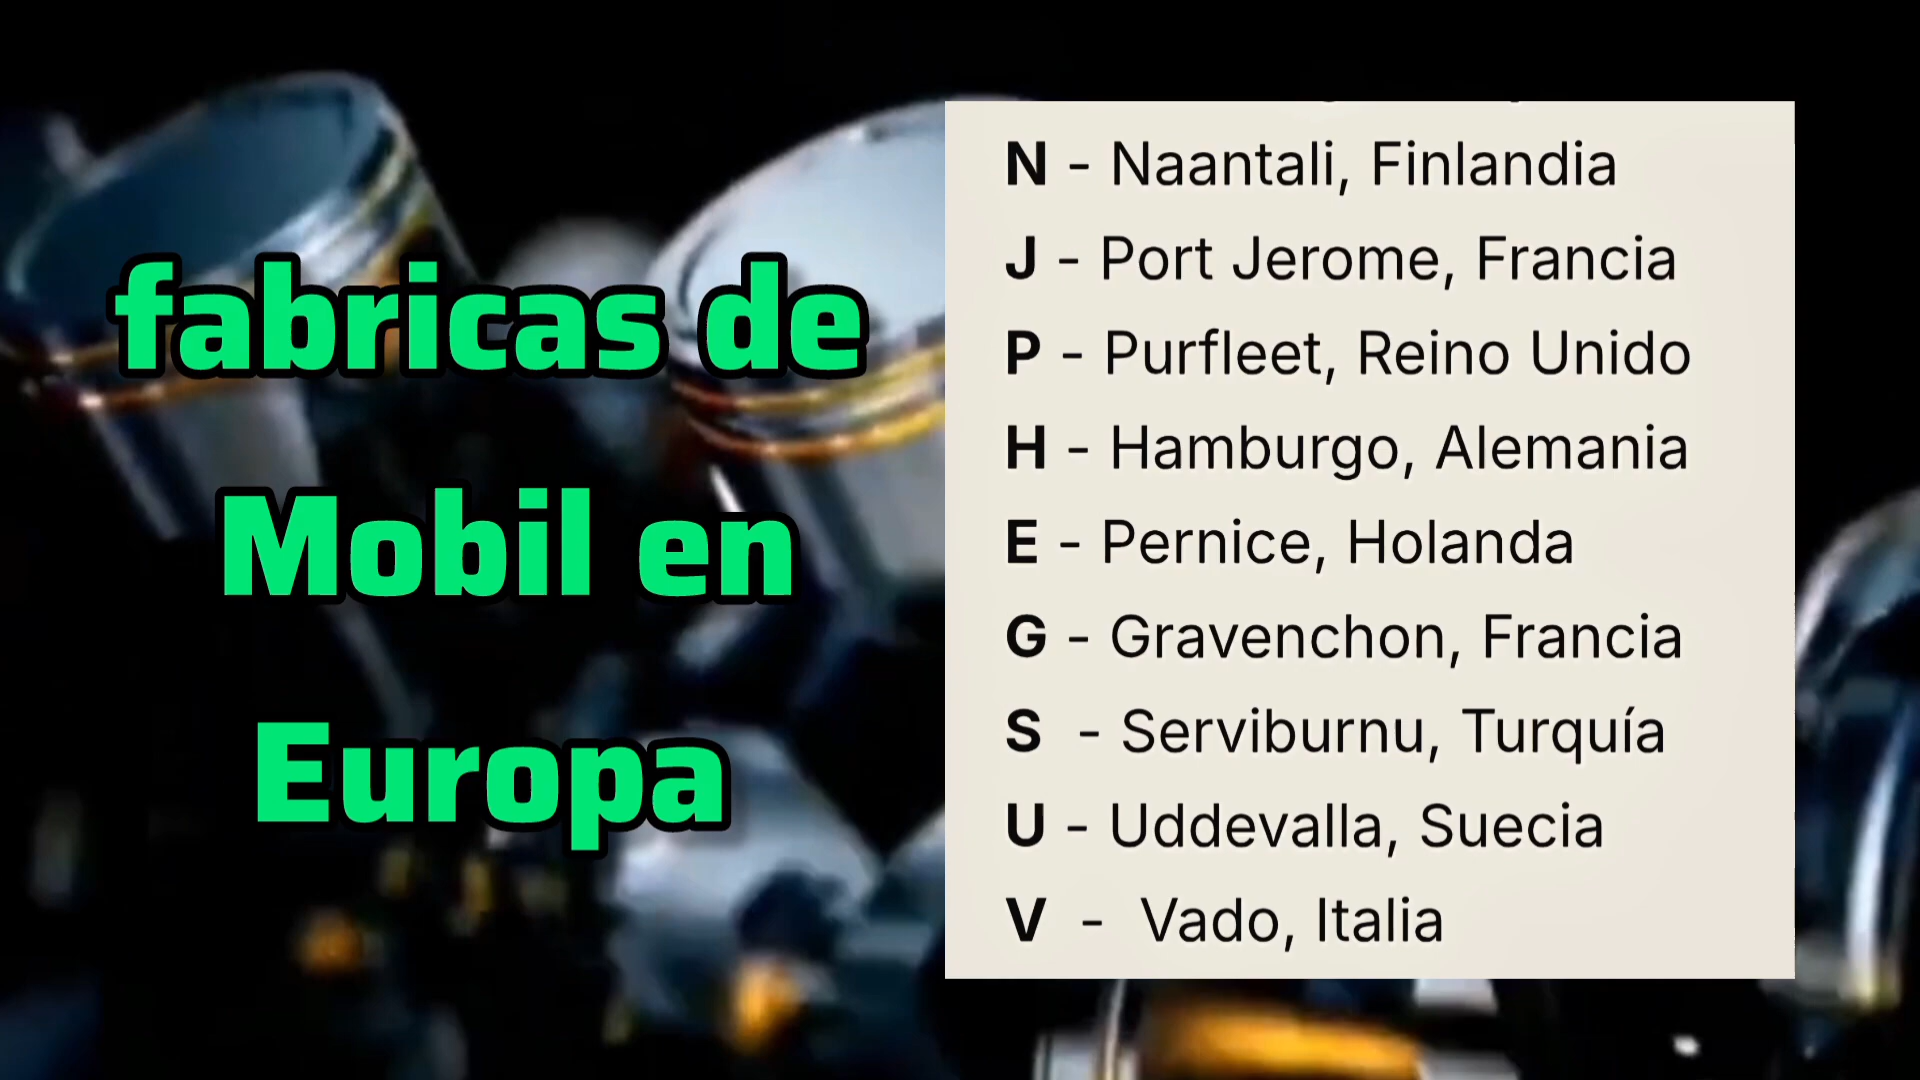 fabricas de
Mobil en
Europa
N - Naantali, Finlandia
J - Port Jerome, Francia
P - Purfleet, Reino Unido
H - Hamburgo, Alemania
E - Pernice, Holanda
G - Gravenchon, Francia
S - Serviburnu, Turquía
U - Uddevalla, Suecia
V - Vado, Italia